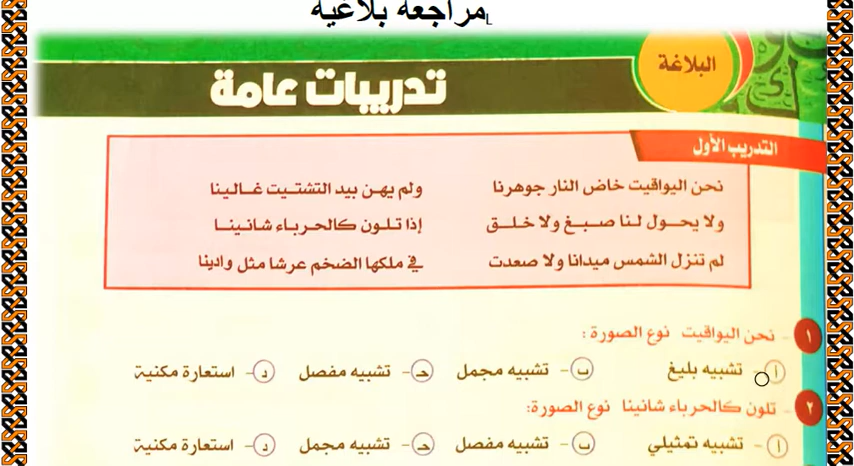 مراجعه بلاغيه
البلاغة
تدريبات عامة
التدريب الأول
نحن اليواقيت خاض النار جوهرنا ولم يهن بيد التشتيت غالينا
ولا يحول لنا صبغ ولا خلق إذا تلون كالحرباء شانينا
لم تنزل الشمس ميدانا ولا صعدت في ملكها الضخم عرشا مثل وادينا
١ - نحن اليواقيت نوع الصورة :
أ - تشبيه بليغ ب - تشبيه مجمل جـ - تشبيه مفصل د - استعارة مكنية
٢ - تلون كالحرباء شانينا نوع الصورة:
أ - تشبيه تمثيلي ب - تشبيه مفصل جـ - تشبيه مجمل د - استعارة مكنية